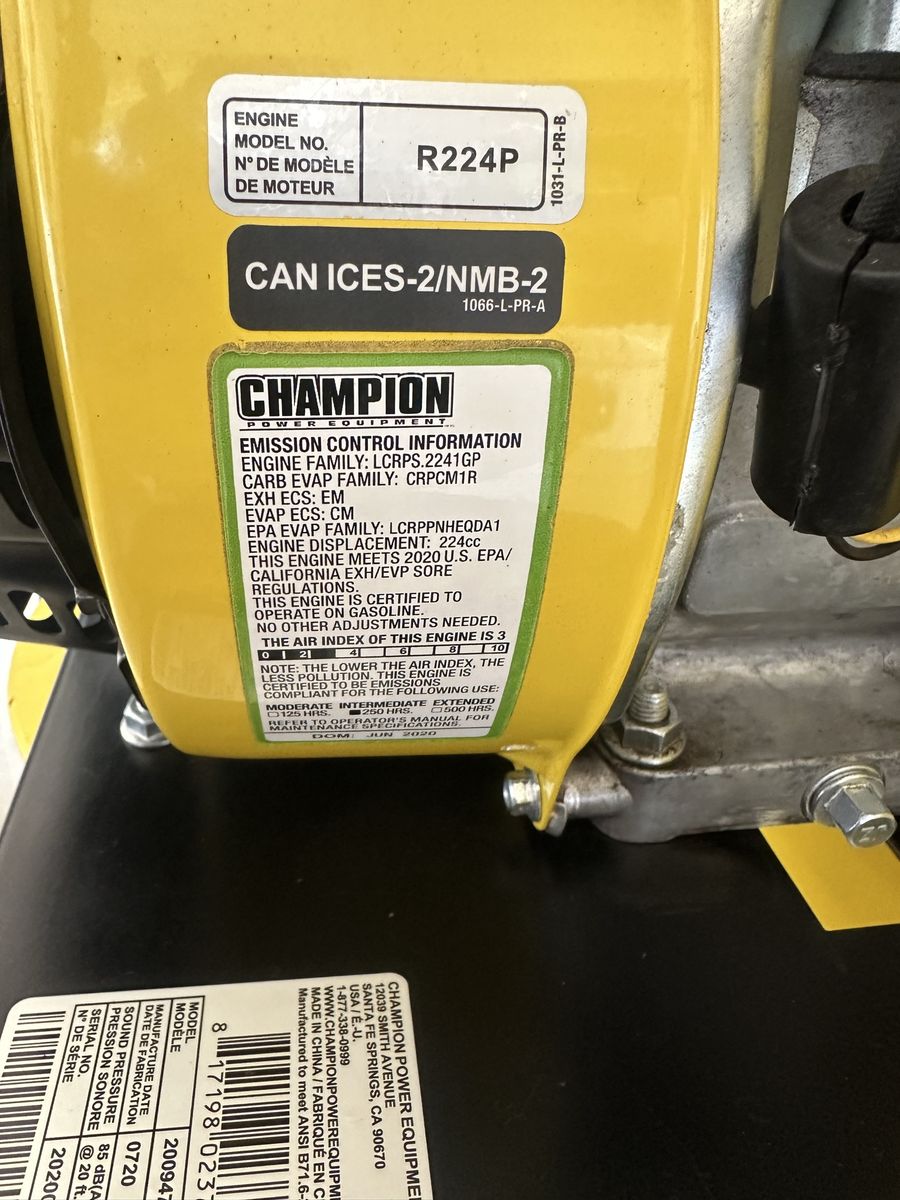 ENGINE
MODEL NO.
N° DE MODÈLE
DE MOTEUR
R224P
1031-L-PR-B
CAN ICES-2/NMB-2
1066-L-PR-A
CHAMPION
POWER EQUIPMENT
EMISSION CONTROL INFORMATION
ENGINE FAMILY: LCRPS.2241GP
CARB EVAP FAMILY: CRPCM1R
EXH ECS: EM
EVAP ECS: CM
EPA EVAP FAMILY: LCRPPNHEQDA1
ENGINE DISPLACEMENT: 224cc
THIS ENGINE MEETS 2020 U.S. EPA/
CALIFORNIA EXH/EVP SORE
REGULATIONS.
THIS ENGINE IS CERTIFIED TO
OPERATE ON GASOLINE.
NO OTHER ADJUSTMENTS NEEDED.
THE AIR INDEX OF THIS ENGINE IS 3
0 2 4 6 8 10
NOTE: THE LOWER THE AIR INDEX, THE
LESS POLLUTION. THIS ENGINE IS
CERTIFIED TO BE EMISSIONS
COMPLIANT FOR THE FOLLOWING USE:
MODERATE INTERMEDIATE EXTENDED
□125 HRS. ■250 HRS. □500 HRS.
REFER TO OPERATOR'S MANUAL FOR
MAINTENANCE SPECIFICATIONS.
DOM: JUN 2020
CHAMPION POWER EQUIPME
12039 SMITH AVENUE
SANTA FE SPRINGS, CA 90670
USA / É.-U.
1-877-338-0999
WWW.CHAMPIONPOWEREQUIPM
MADE IN CHINA / FABRIQUÉ EN C
Manufactured to meet ANSI B71.6-
8 17198 023
MODEL
MODÈLE
20094
MANUFACTURE DATE
DATE DE FABRICATION
0720
SOUND PRESSURE
PRESSION SONORE
85 dB(A
@ 20 ft.
SERIAL NO.
N° DE SÉRIE
2020